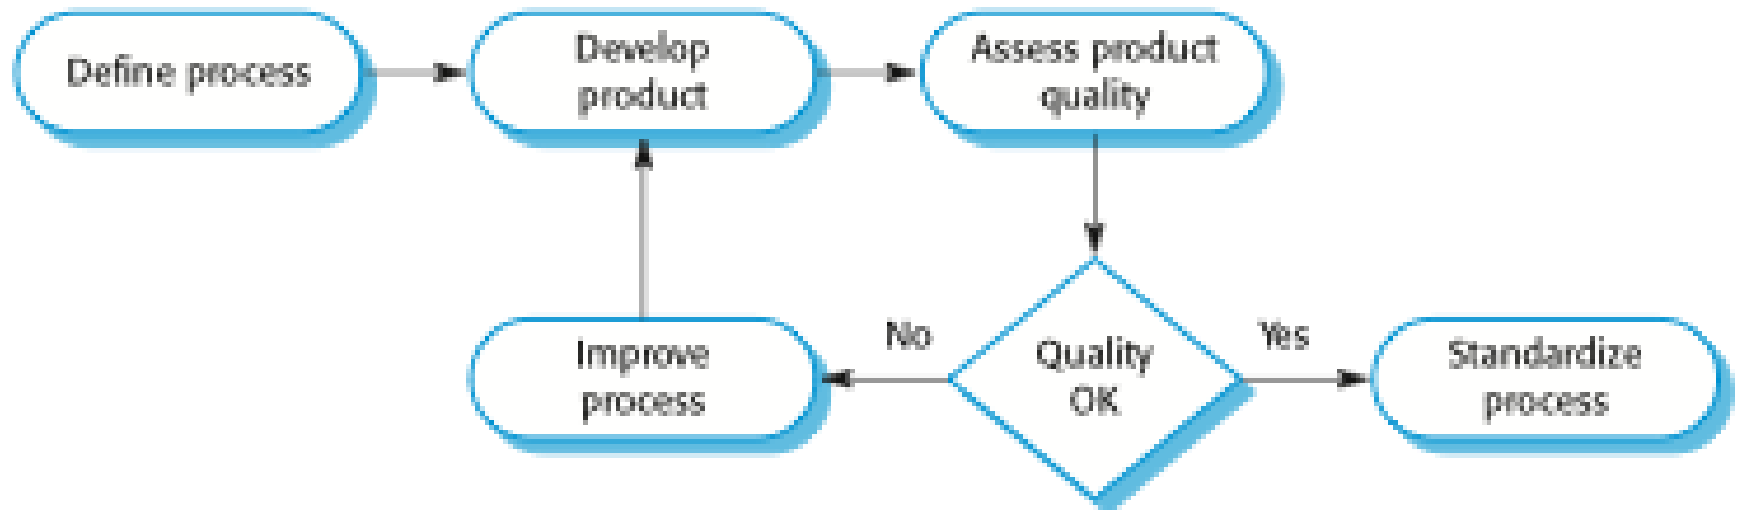 Define process
Develop
product
Assess product
quality
No
Yes
Improve
process
Quality
OK
Standardize
process